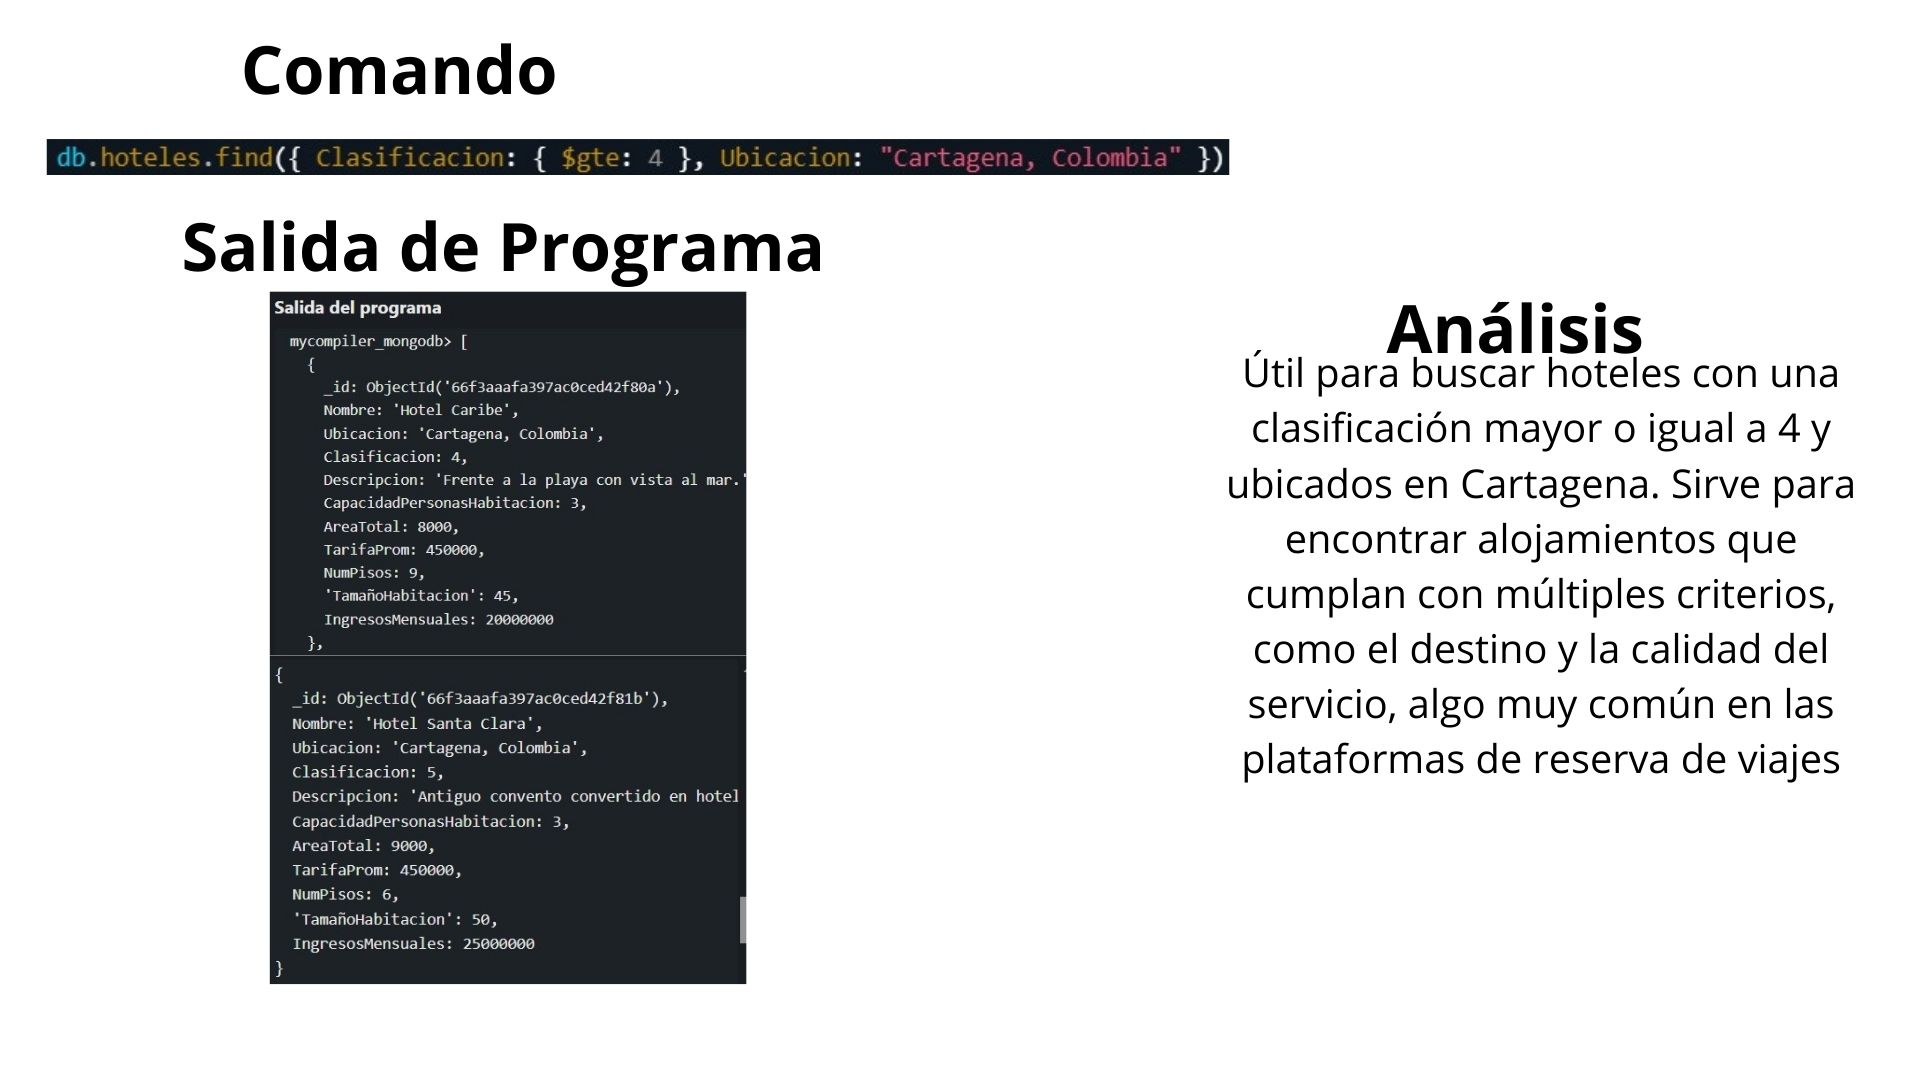 Comando
db.hoteles.find({ Clasificacion: { $gte: 4 }, Ubicacion: "Cartagena, Colombia" })
Salida de Programa
Salida del programa
mycompiler_mongodb> [
{
_id: ObjectId('66f3aaafa397ac0ced42f80a'),
Nombre: 'Hotel Caribe',
Ubicacion: 'Cartagena, Colombia',
Clasificacion: 4,
Descripcion: 'Frente a la playa con vista al mar.'
CapacidadPersonasHabitacion: 3,
AreaTotal: 8000,
TarifaProm: 450000,
NumPisos: 9,
'TamañoHabitacion': 45,
IngresosMensuales: 20000000
},
{
_id: ObjectId('66f3aaafa397ac0ced42f81b'),
Nombre: 'Hotel Santa Clara',
Ubicacion: 'Cartagena, Colombia',
Clasificacion: 5,
Descripcion: 'Antiguo convento convertido en hotel
CapacidadPersonasHabitacion: 3,
AreaTotal: 9000,
TarifaProm: 450000,
NumPisos: 6,
'TamañoHabitacion': 50,
IngresosMensuales: 25000000
}
Análisis
Útil para buscar hoteles con una
clasificación mayor o igual a 4 y
ubicados en Cartagena. Sirve para
encontrar alojamientos que
cumplan con múltiples criterios,
como el destino y la calidad del
servicio, algo muy común en las
plataformas de reserva de viajes